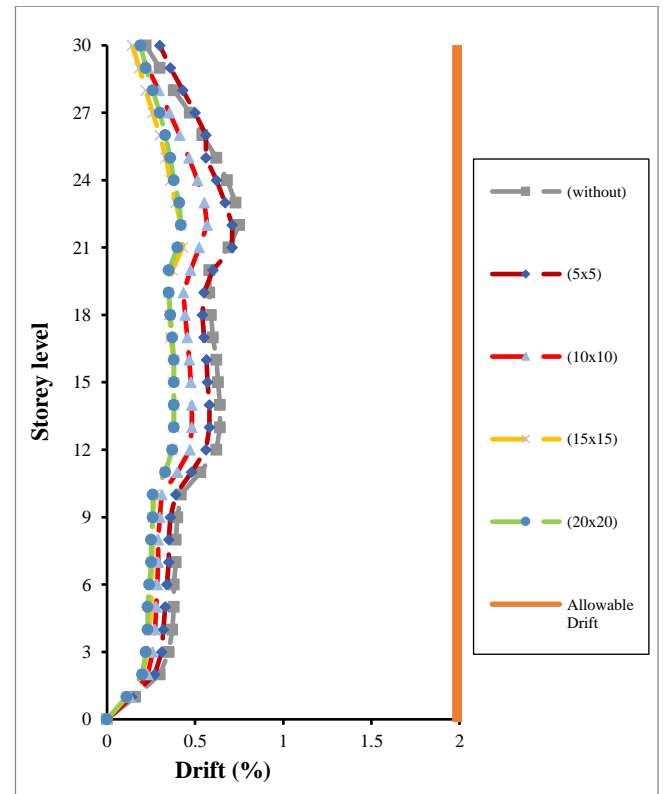 30
27
24
21
18
15
12
9
6
3
0
Storey level
0
0.5
1
1.5
2
Drift (%)
(without)
(5x5)
(10x10)
(15x15)
(20x20)
Allowable
Drift